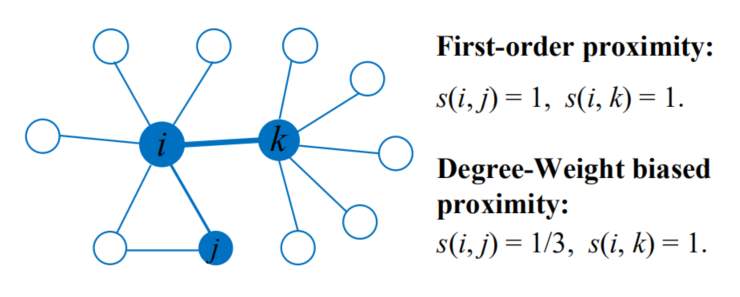 i
k
j
First-order proximity:
s(i, j) = 1, s(i, k) = 1.
Degree-Weight biased
proximity:
s(i, j) = 1/3, s(i, k) = 1.